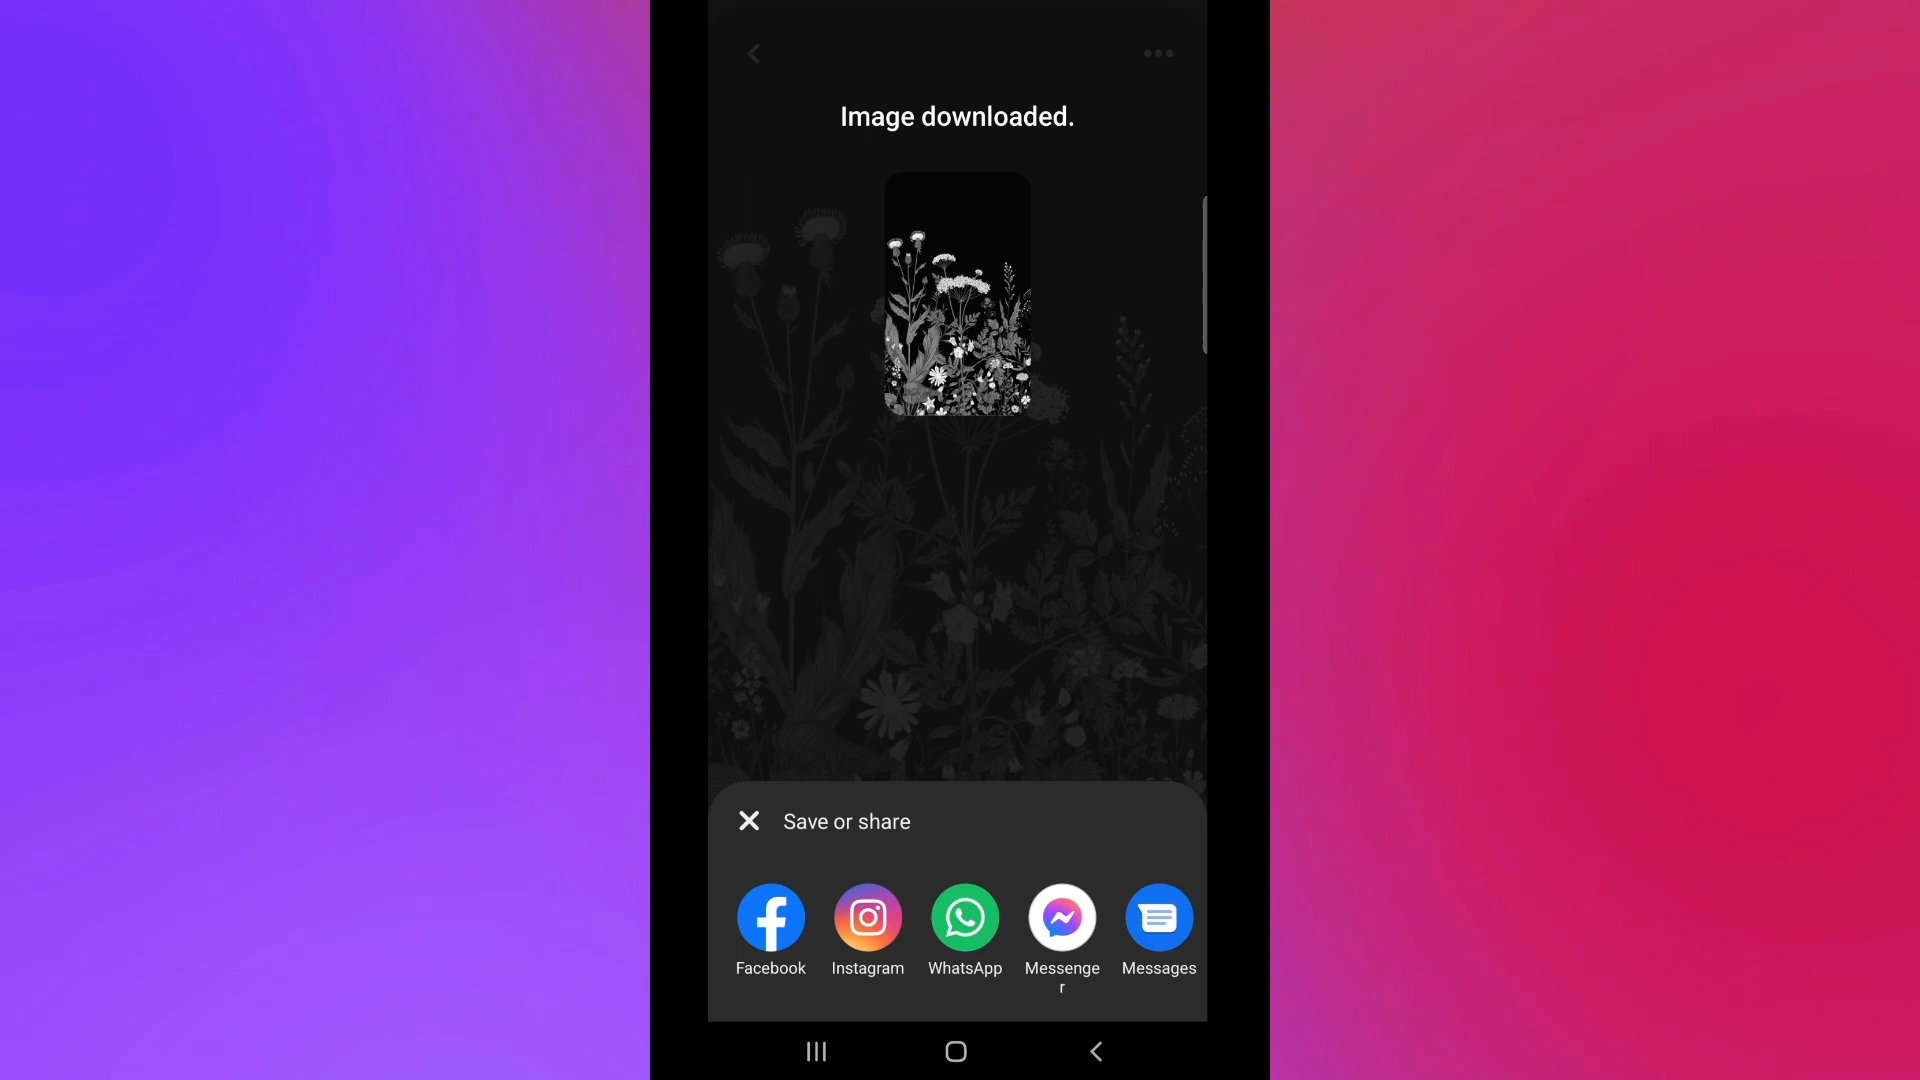 Image downloaded.
Save or share
Facebook Instagram WhatsApp Messenge Messages
r